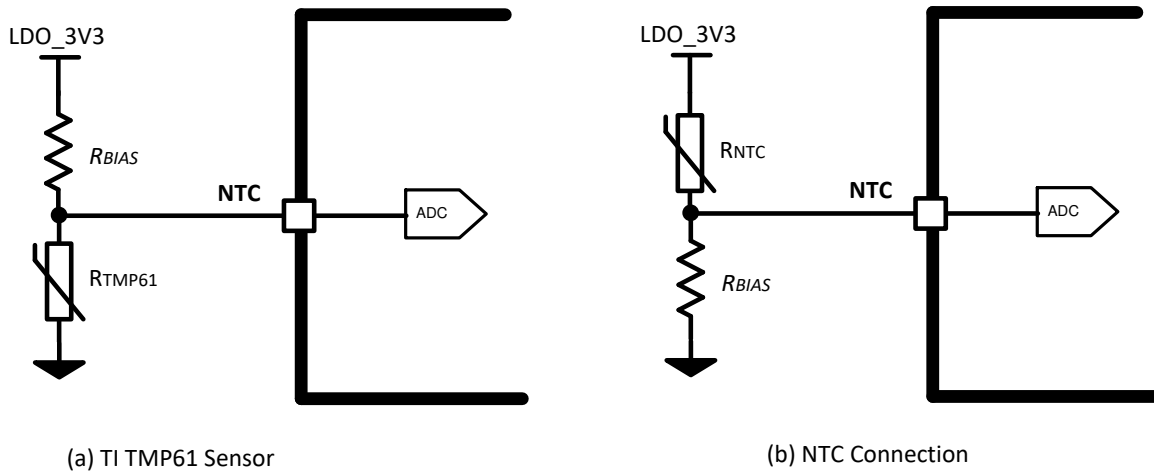 LDO_3V3
RBIAS
NTC
ADC
RTMP61
(a) TI TMP61 Sensor
LDO_3V3
RNTC
NTC
ADC
RBIAS
(b) NTC Connection